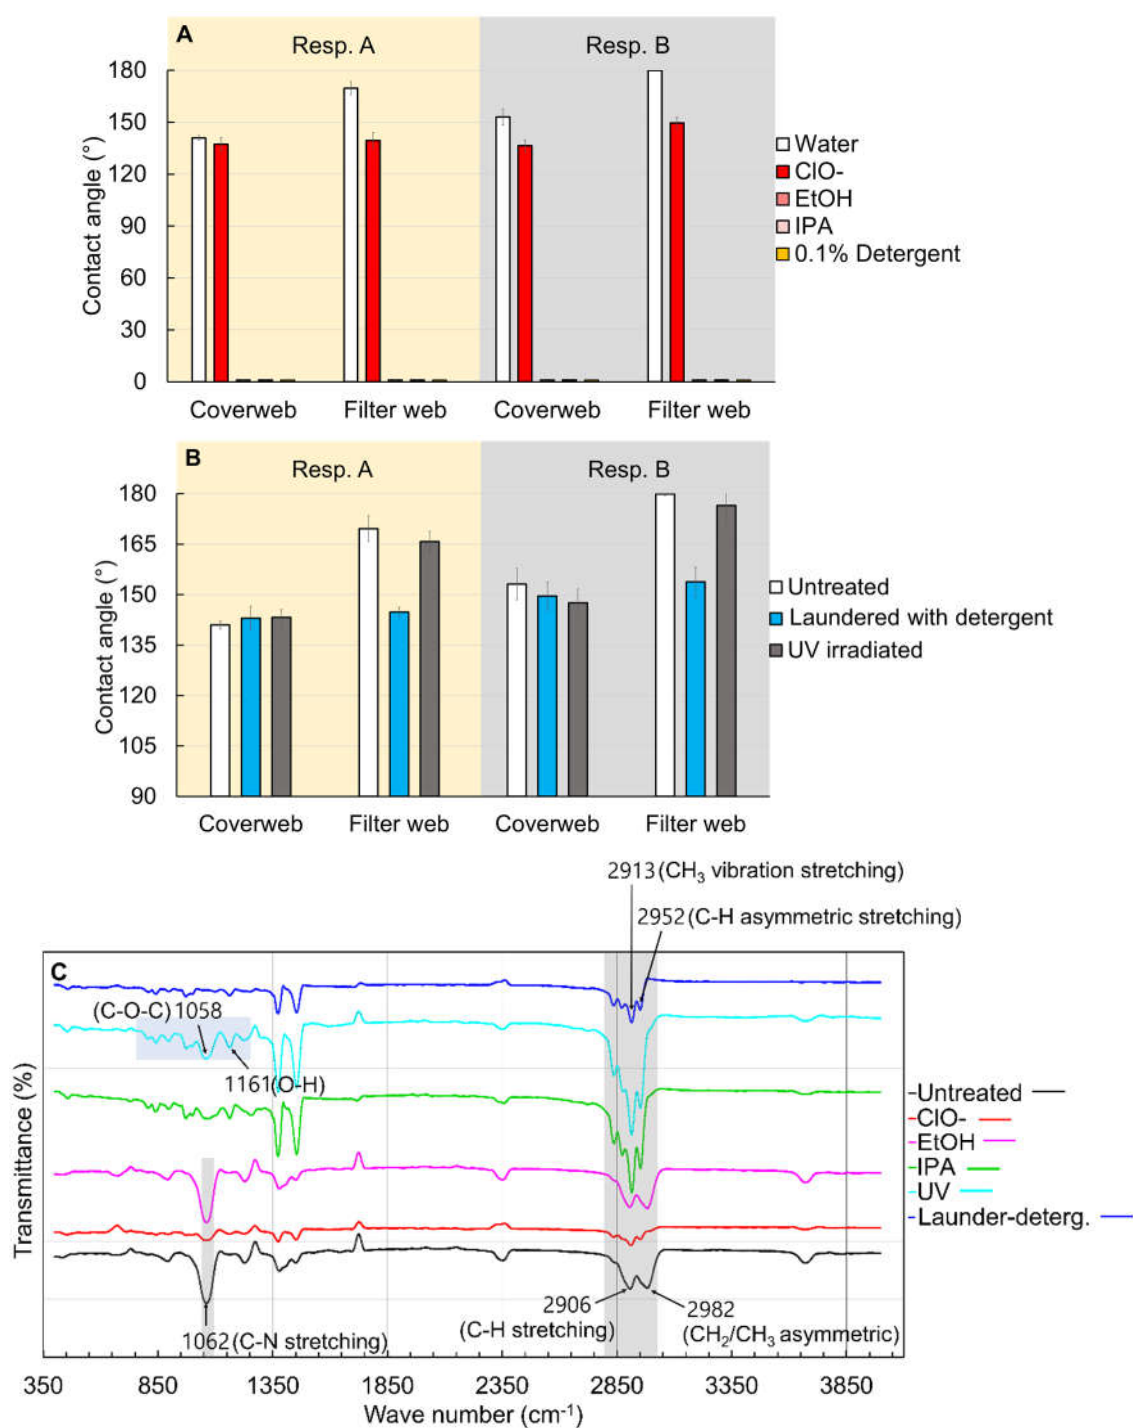 A
Resp. A
Resp. B
Contact angle (°)
180
150
120
90
60
30
0
Water
ClO-
EtOH
IPA
0.1% Detergent
Coverweb
Filter web
Coverweb
Filter web
B
Resp. A
Resp. B
Contact angle (°)
180
165
150
135
120
105
90
Untreated
Laundered with detergent
UV irradiated
Coverweb
Filter web
Coverweb
Filter web
2913 (CH₃ vibration stretching)
2952 (C-H asymmetric stretching)
C
(C-O-C) 1058
1161(O-H)
Transmittance (%)
Untreated
ClO-
EtOH
IPA
UV
Launder-deterg.
2906
(C-H stretching)
2982
(CH₂/CH₃ asymmetric)
1062 (C-N stretching)
350
850
1350
1850
2350
2850
3350
3850
Wave number (cm⁻¹)